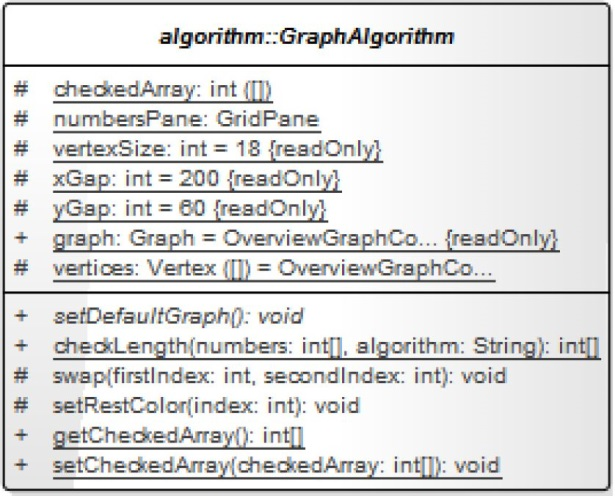 algorithm::GraphAlgorithm
# checkedArray: int ([])
# numbersPane: GridPane
# vertexSize: int = 18 {readOnly}
# xGap: int = 200 {readOnly}
# yGap: int = 60 {readOnly}
+ graph: Graph = OverviewGraphCo... {readOnly}
# vertices: Vertex ([]) = OverviewGraphCo...
+ setDefaultGraph(): void
+ checkLength(numbers: int[], algorithm: String): int[]
# swap(firstIndex: int, secondIndex: int): void
# setRestColor(index: int): void
+ getCheckedArray(): int[]
+ setCheckedArray(checkedArray: int[]): void